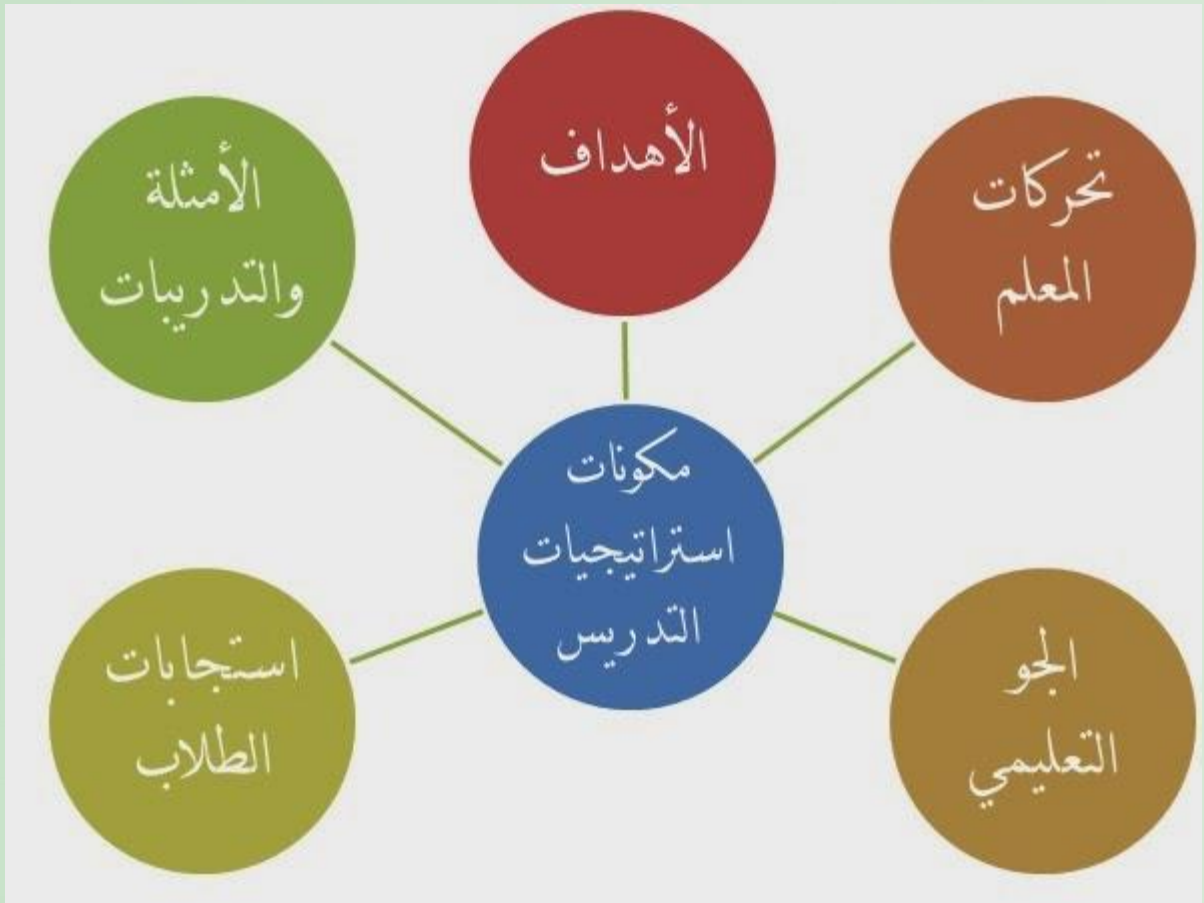 الأهداف
تحركات
المعلم
الأمثلة
والتدريبات
مكونات
استراتيجيات
التدريس
الجو
التعليمي
استجابات
الطلاب